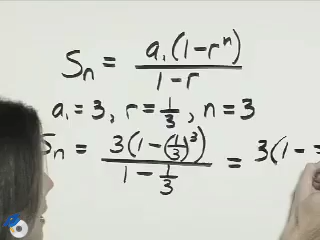 Sₙ = a₁(1-rⁿ) / 1-r
a₁ = 3, r = 1/3, n = 3
Sₙ = 3(1-(1/3)³) / 1 - 1/3 = 3(1 -